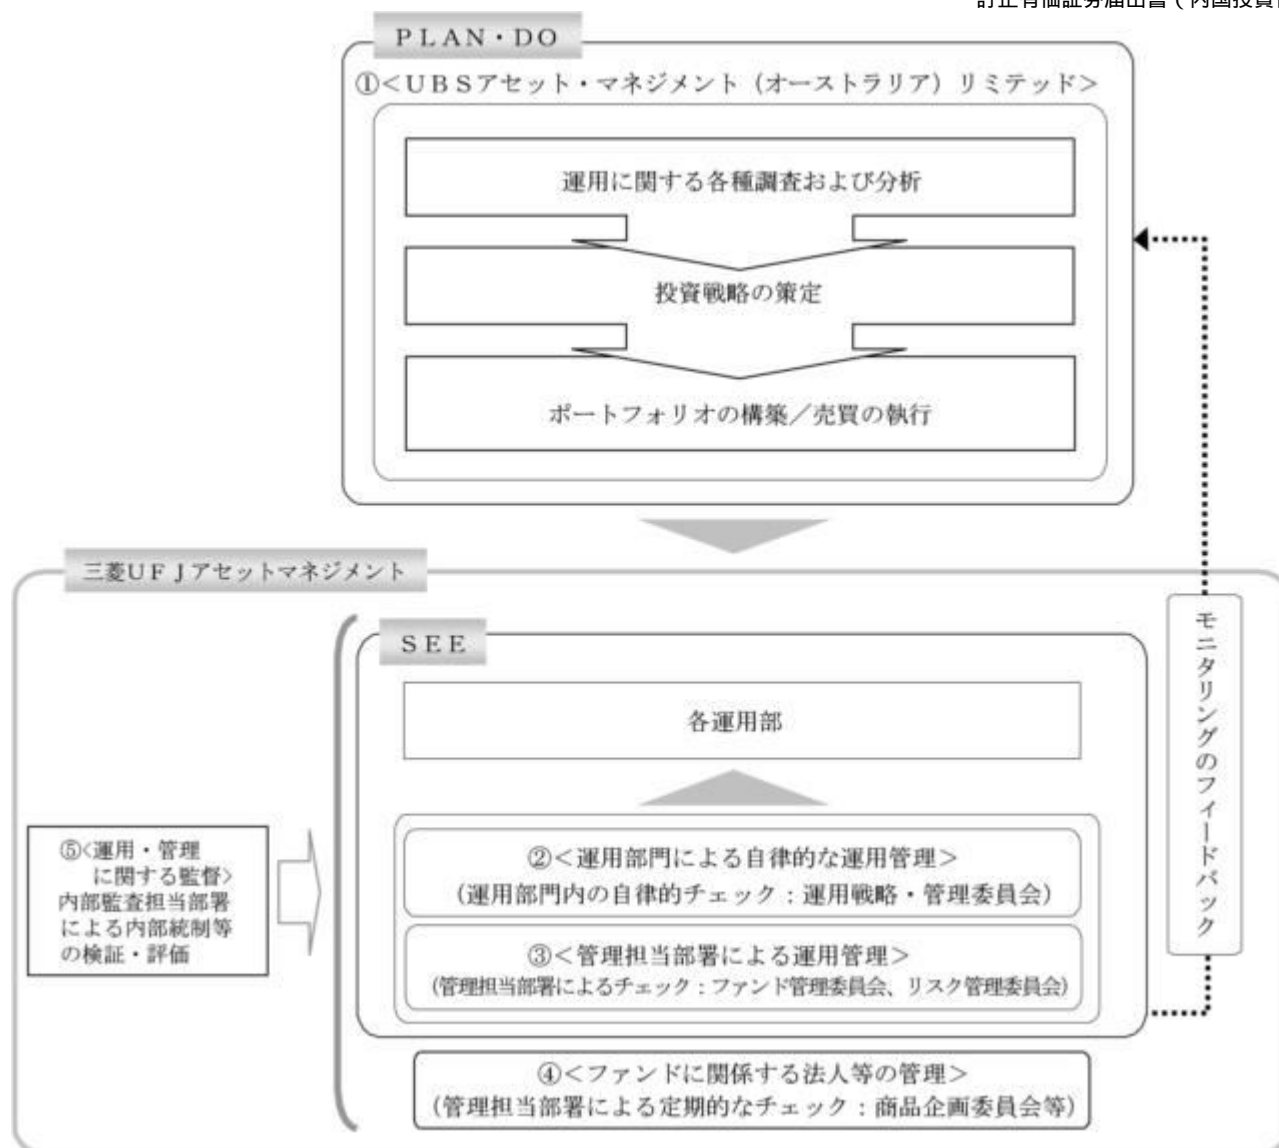 訂正有価証券届出書（内国投資
ＰＬＡＮ・ＤＯ
①＜ＵＢＳアセット・マネジメント（オーストラリア）リミテッド＞
運用に関する各種調査および分析
投資戦略の策定
ポートフォリオの構築／売買の執行
三菱ＵＦＪアセットマネジメント
ＳＥＥ
各運用部
②＜運用部門による自律的な運用管理＞
（運用部門内の自律的チェック：運用戦略・管理委員会）
③＜管理担当部署による運用管理＞
（管理担当部署によるチェック：ファンド管理委員会、リスク管理委員会）
④＜ファンドに関係する法人等の管理＞
（管理担当部署による定期的なチェック：商品企画委員会等）
⑤＜運用・管理
に関する監督＞
内部監査担当部署
による内部統制等
の検証・評価
モニタリングのフィードバック